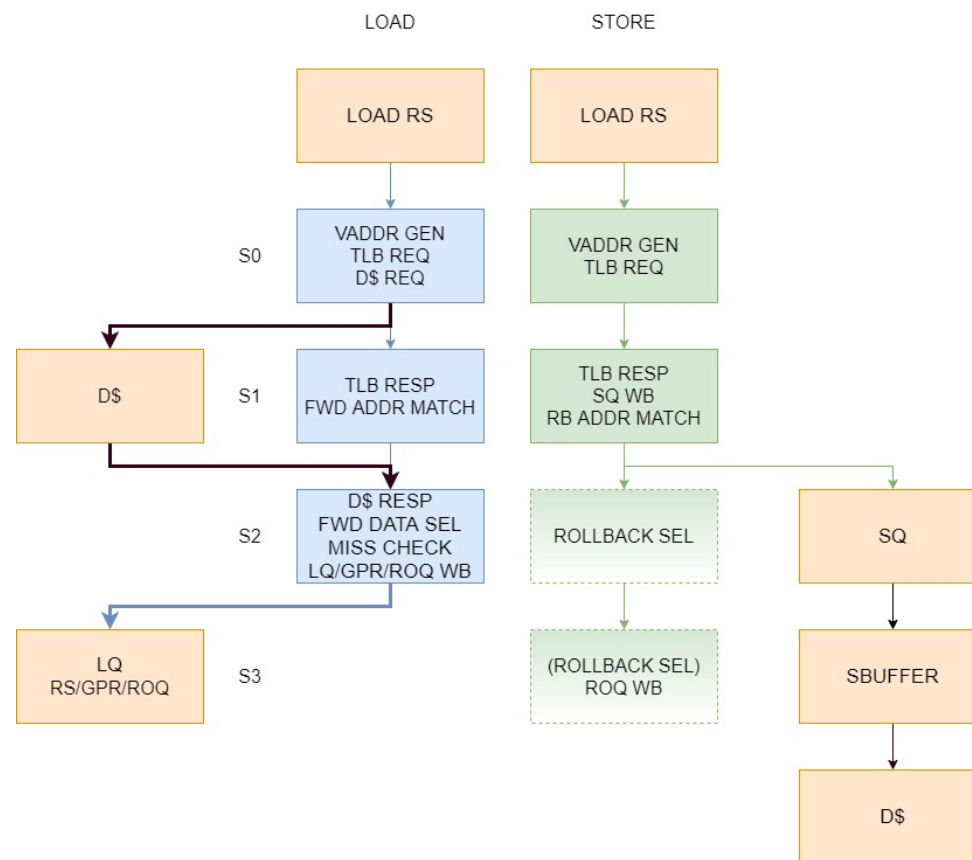 LOAD
STORE
LOAD RS
LOAD RS
S0
VADDR GEN
TLB REQ
D$ REQ
VADDR GEN
TLB REQ
D$
S1
TLB RESP
FWD ADDR MATCH
TLB RESP
SQ WB
RB ADDR MATCH
S2
D$ RESP
FWD DATA SEL
MISS CHECK
LQ/GPR/ROQ WB
ROLLBACK SEL
SQ
LQ
RS/GPR/ROQ
S3
(ROLLBACK SEL)
ROQ WB
SBUFFER
D$